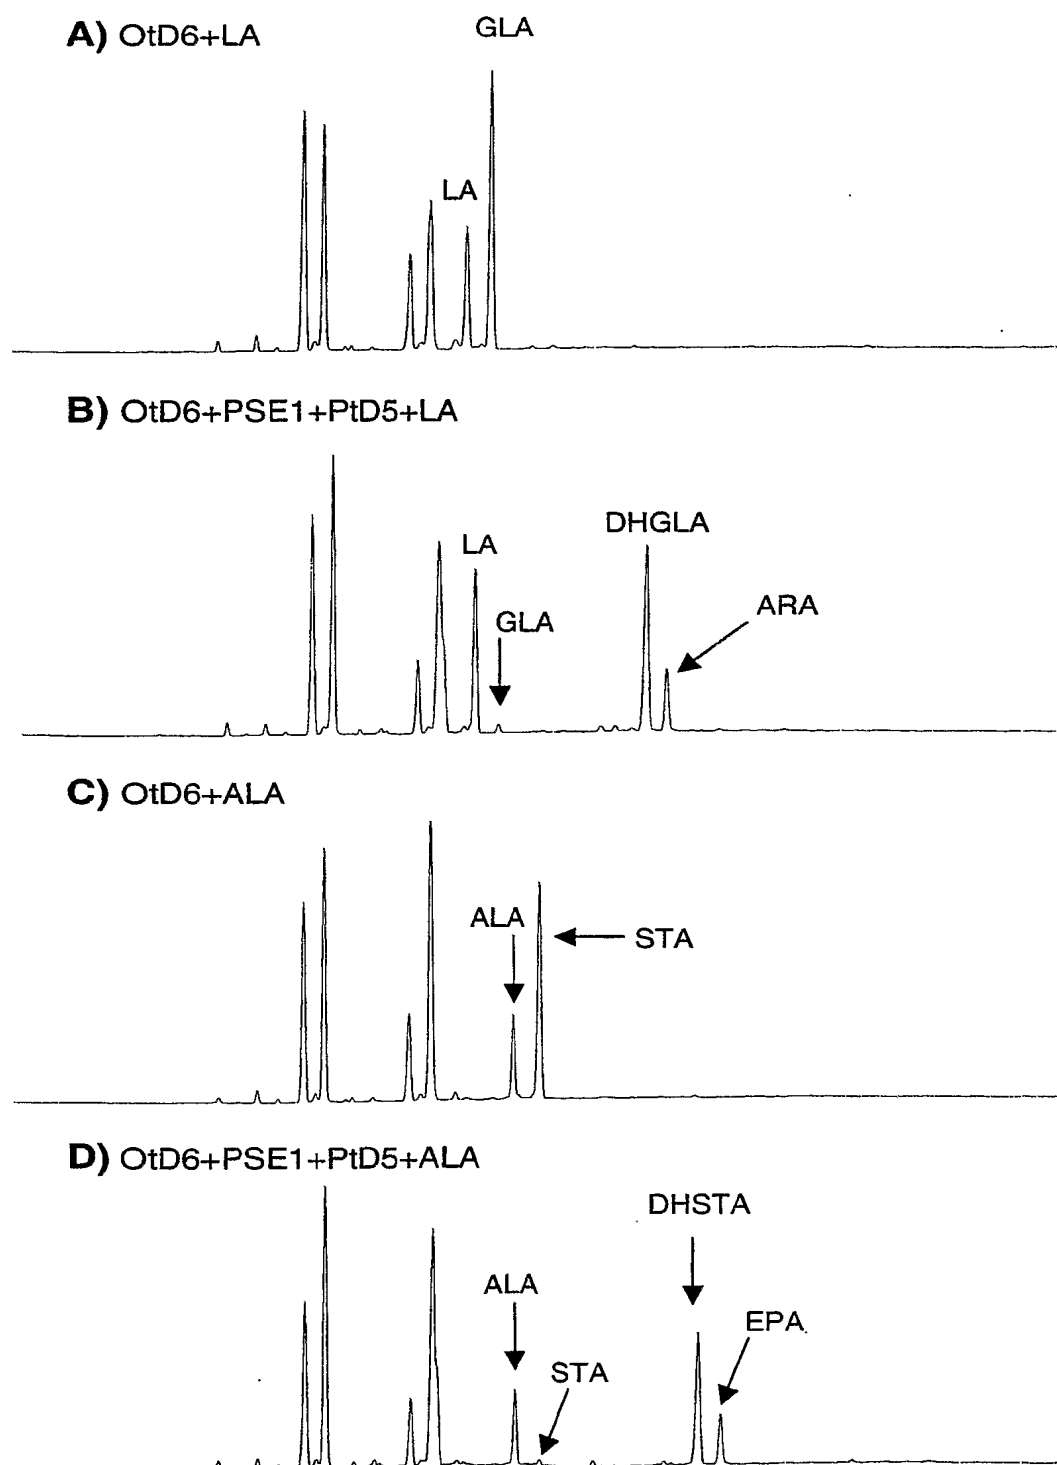 A) OtD6+LA
GLA
LA
B) OtD6+PSE1+PtD5+LA
DHGLA
LA
ARA
GLA
C) OtD6+ALA
ALA
STA
D) OtD6+PSE1+PtD5+ALA
DHSTA
ALA
EPA
STA